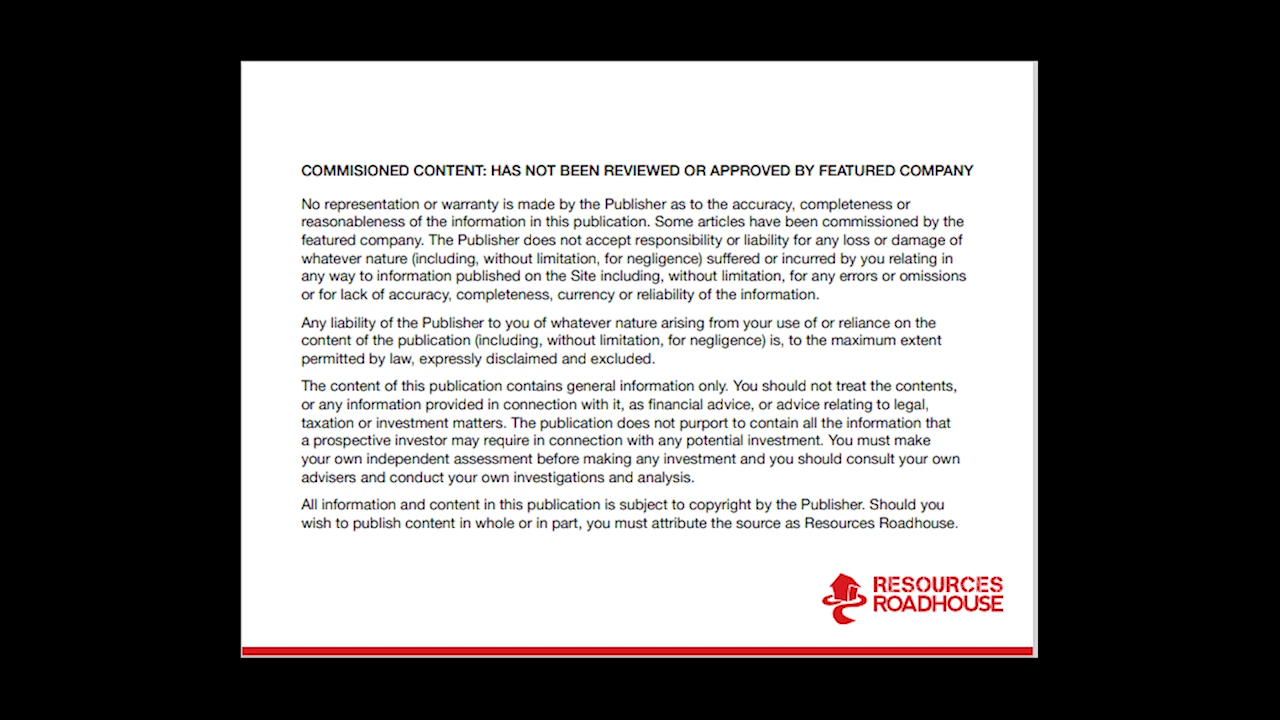 COMMISIONED CONTENT: HAS NOT BEEN REVIEWED OR APPROVED BY FEATURED COMPANY
No representation or warranty is made by the Publisher as to the accuracy, completeness or
reasonableness of the information in this publication. Some articles have been commissioned by the
featured company. The Publisher does not accept responsibility or liability for any loss or damage of
whatever nature (including, without limitation, for negligence) suffered or incurred by you relating in
any way to information published on the Site including, without limitation, for any errors or omissions
or for lack of accuracy, completeness, currency or reliability of the information.
Any liability of the Publisher to you of whatever nature arising from your use of or reliance on the
content of the publication (including, without limitation, for negligence) is, to the maximum extent
permitted by law, expressly disclaimed and excluded.
The content of this publication contains general information only. You should not treat the contents,
or any information provided in connection with it, as financial advice, or advice relating to legal,
taxation or investment matters. The publication does not purport to contain all the information that
a prospective investor may require in connection with any potential investment. You must make
your own independent assessment before making any investment and you should consult your own
advisers and conduct your own investigations and analysis.
All information and content in this publication is subject to copyright by the Publisher. Should you
wish to publish content in whole or in part, you must attribute the source as Resources Roadhouse.
RESOURCES
ROADHOUSE